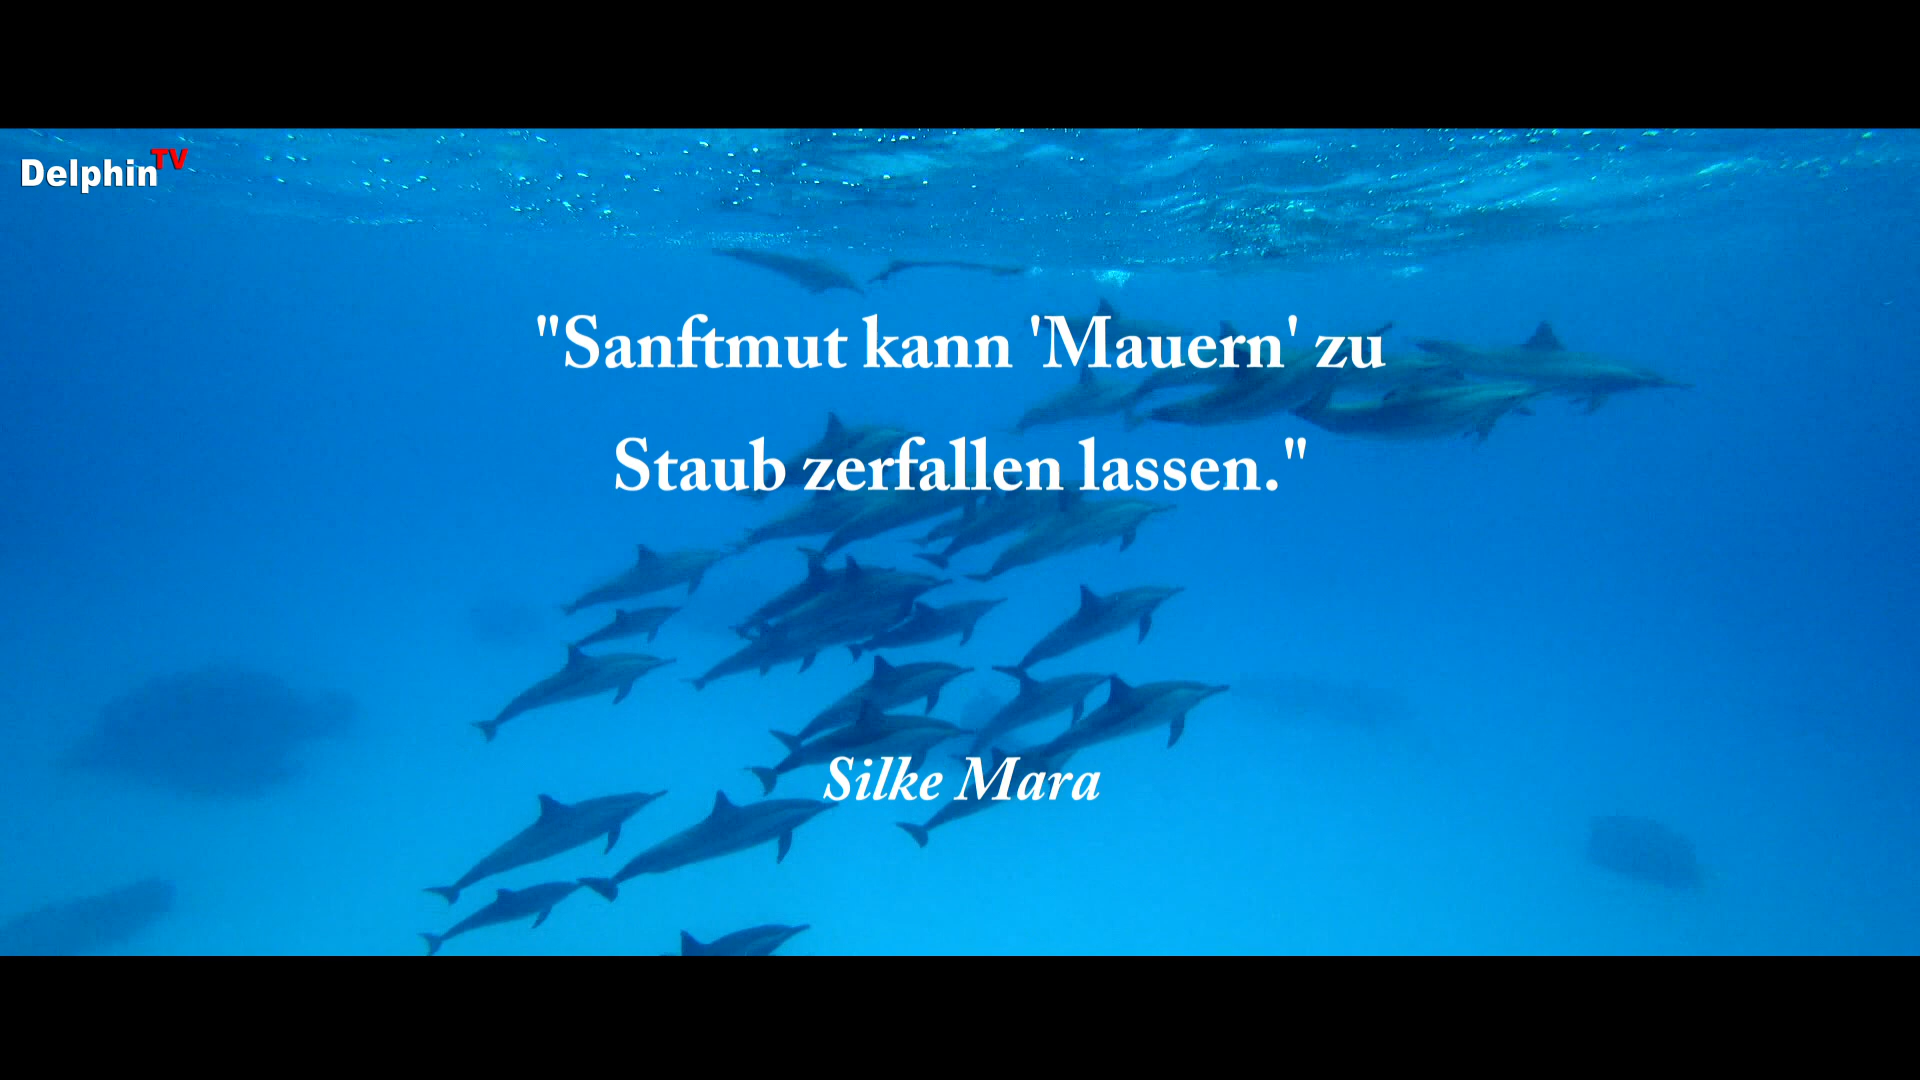 DelphinTV
"Sanftmut kann 'Mauern' zu
Staub zerfallen lassen."
Silke Mara